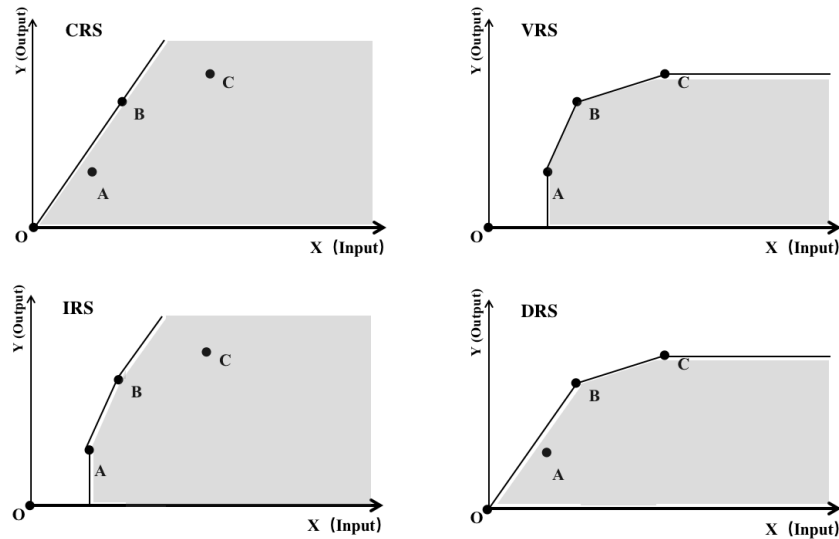 CRS
Y (Output)
B
C
A
O
X (Input)
VRS
Y (Output)
B
C
A
O
X (Input)
IRS
Y (Output)
B
C
A
O
X (Input)
DRS
Y (Output)
B
C
A
O
X (Input)